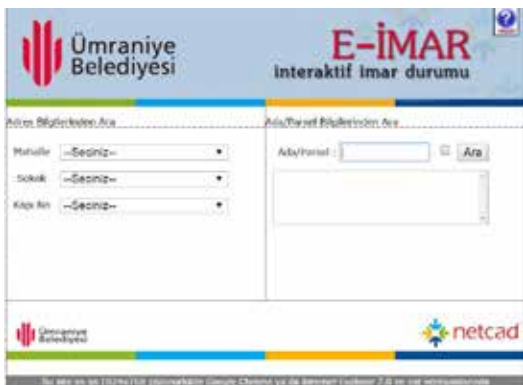 Ümraniye
Belediyesi
E-İMAR
interaktif imar durumu
?
Adres Bilgilerinden Ara
Ada/Parsel Bilgilerinden Ara
Mahalle --Seçiniz--
Sokak --Seçiniz--
Kapı No --Seçiniz--
Ada/Parsel :
Ara
Ümraniye
Belediyesi
netcad